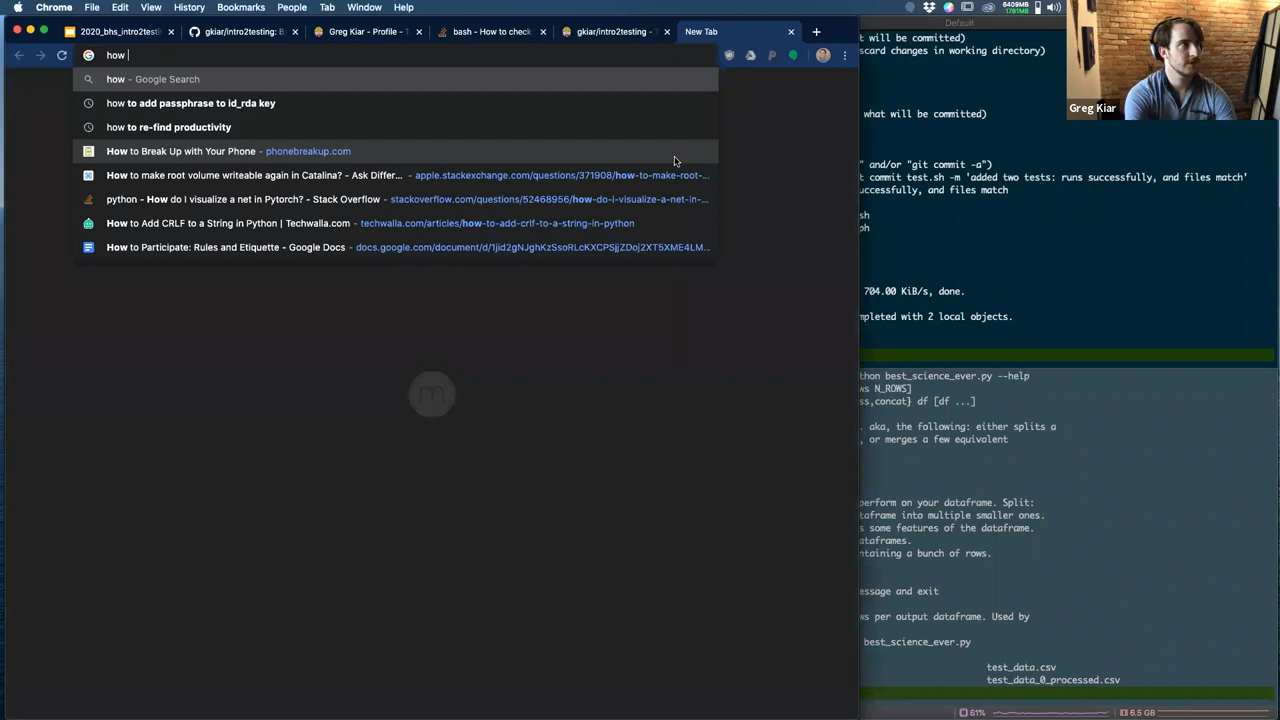 Chrome File Edit View History Bookmarks People Tab Window Help
6409MB
1781MB
2020_bhs_intro2testi
gkiar/intro2testing - B
Greg Kiar - Profile -
bash - How to check
gkiar/intro2testing -
New Tab
Default
how
how - Google Search
how to add passphrase to id_rda key
how to re-find productivity
How to Break Up with Your Phone - phonebreakup.com
How to make root volume writeable again in Catalina? - Ask Differ... - apple.stackexchange.com/questions/371908/how-to-make-root-...
python - How do I visualize a net in Pytorch? - Stack Overflow - stackoverflow.com/questions/52468956/how-do-i-visualize-a-net-in-...
How to Add CRLF to a String in Python | Techwalla.com - techwalla.com/articles/how-to-add-crlf-to-a-string-in-python
How to Participate: Rules and Etiquette - Google Docs - docs.google.com/document/d/1jid2gNJghKzSsoRLcKXCPSjjZDoj2XT5XME4LM...
m
will be committed)
scard changes in working directory)
what will be committed)
" and/or "git commit -a")
commit test.sh -m 'added two tests: runs successfully, and files match'
uccessfully, and files match
sh
ph
704.00 KiB/s, done.
mpleted with 2 local objects.
thon best_science_ever.py --help
ws N_ROWS]
ss,concat} df [df ...]
. aka, the following: either splits a
, or merges a few equivalent
perform on your dataframe. Split:
taframe into multiple smaller ones.
s some features of the dataframe.
ataframes.
ntaining a bunch of rows.
essage and exit
ws per output dataframe. Used by
best_science_ever.py
test_data.csv
test_data_0_processed.csv
61%
6.5 GB
Greg Kiar